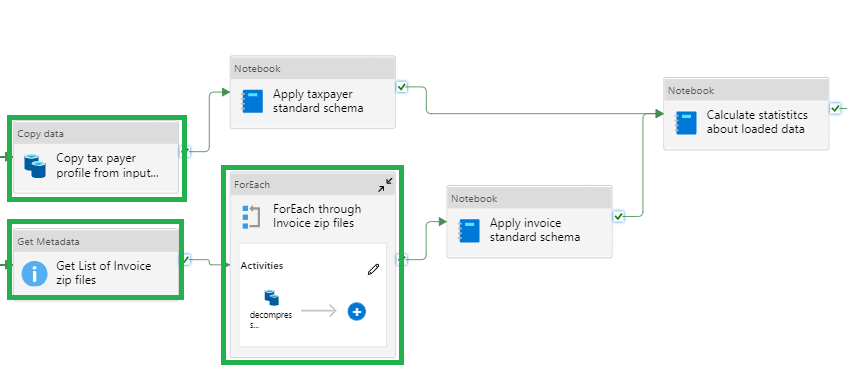 Notebook
Apply taxpayer
standard schema
Notebook
Calculate statistitcs
about loaded data
Copy data
Copy tax payer
profile from input...
ForEach
ForEach through
Invoice zip files
Activities
decompres
s...
Notebook
Apply invoice
standard schema
Get Metadata
Get List of Invoice
zip files